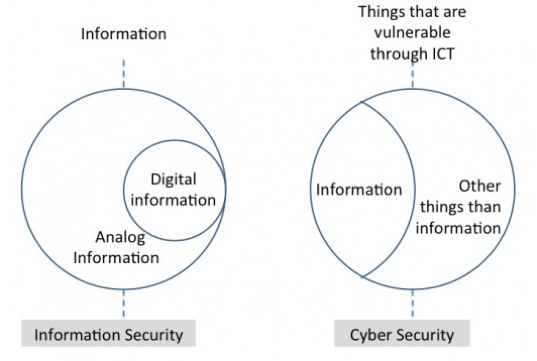 Information
Digital
information
Analog
Information
Information Security
Things that are
vulnerable
through ICT
Information
Other
things than
information
Cyber Security